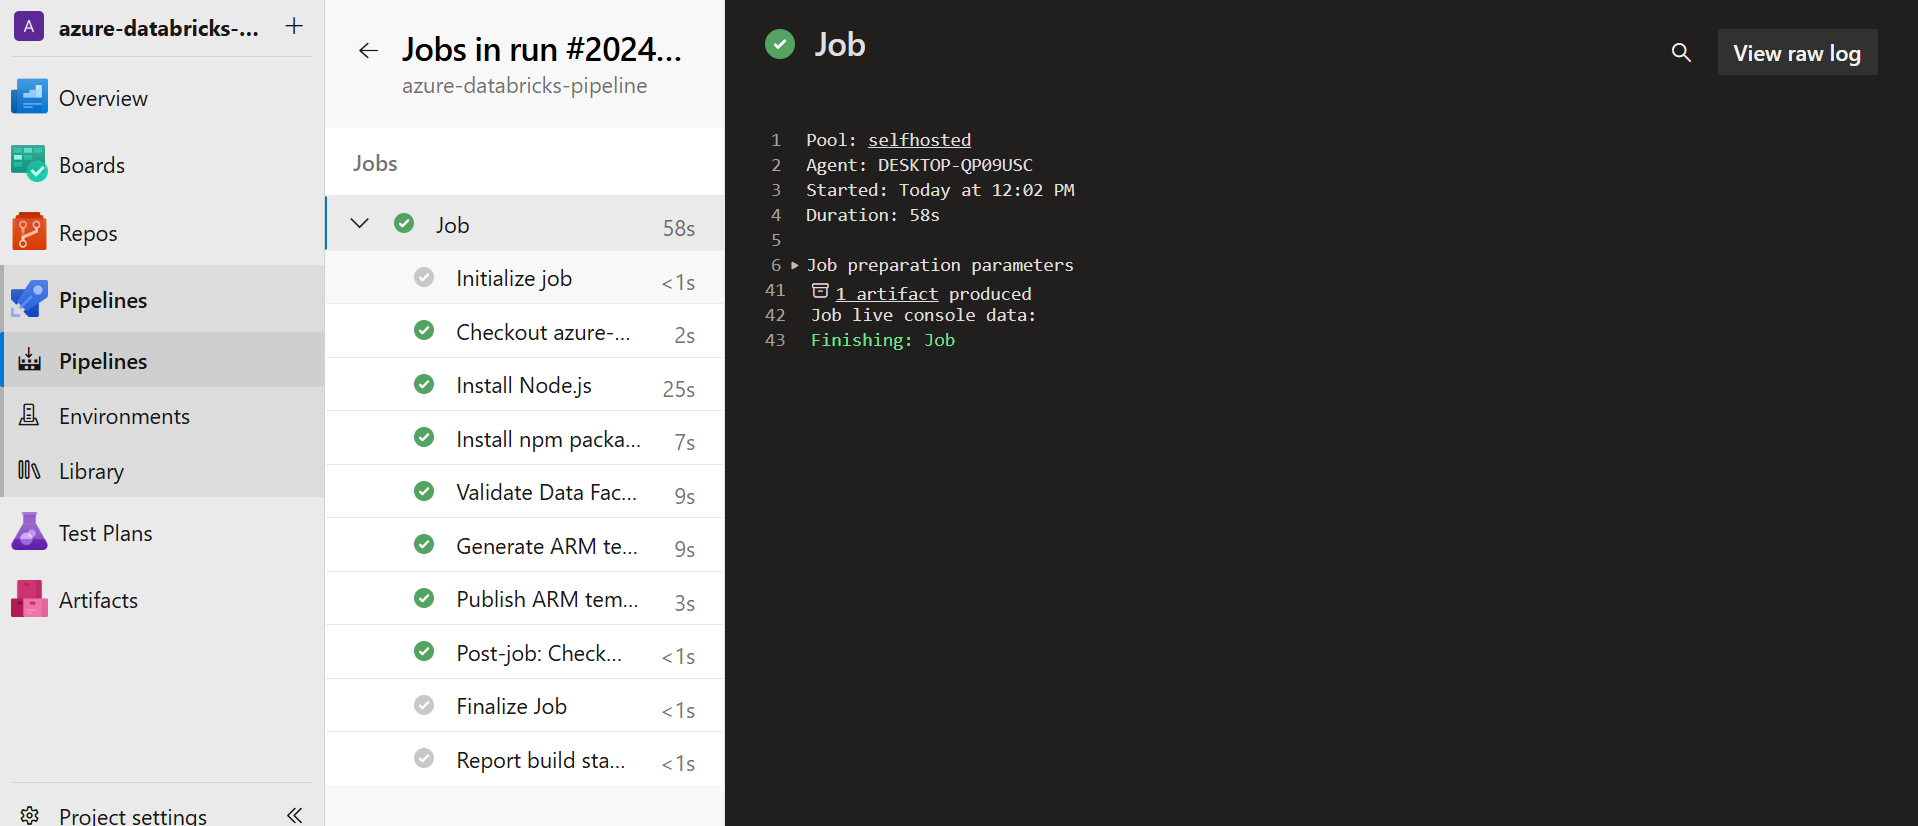 A azure-databricks-... +
Overview
Boards
Repos
Pipelines
Pipelines
Environments
Library
Test Plans
Artifacts
Project settings
Jobs in run #2024...
azure-databricks-pipeline
Jobs
Job 58s
Initialize job <1s
Checkout azure-... 2s
Install Node.js 25s
Install npm packa... 7s
Validate Data Fac... 9s
Generate ARM te... 9s
Publish ARM tem... 3s
Post-job: Check... <1s
Finalize Job <1s
Report build sta... <1s
Job
View raw log
1 Pool: selfhosted
2 Agent: DESKTOP-QP09USC
3 Started: Today at 12:02 PM
4 Duration: 58s
5
6 Job preparation parameters
41 1 artifact produced
42 Job live console data:
43 Finishing: Job